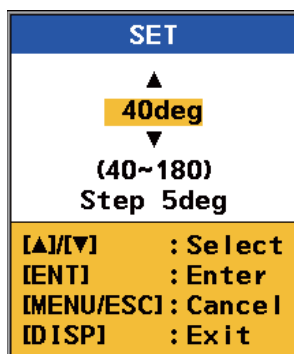 SET
▲
40deg
▼
(40~180)
Step 5deg
[▲]/[▼] :Select
[ENT] :Enter
[MENU/ESC]:Cancel
[DISP] :Exit